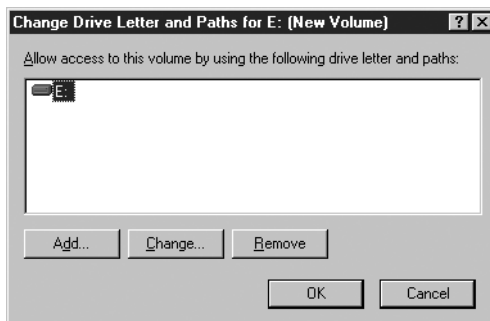 Change Drive Letter and Paths for E: (New Volume)
Allow access to this volume by using the following drive letter and paths:
E:
Add... Change... Remove
OK Cancel